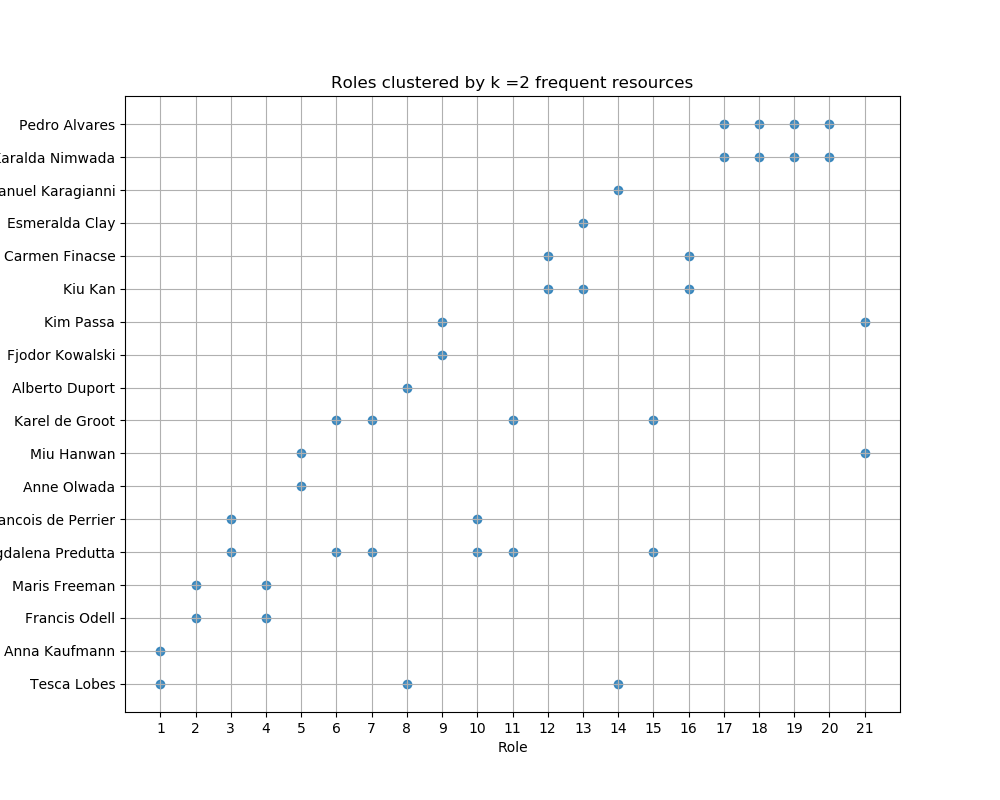 Roles clustered by k =2 frequent resources
Pedro Alvares
Karalda Nimwada
anuel Karagianni
Esmeralda Clay
Carmen Finacse
Kiu Kan
Kim Passa
Fjodor Kowalski
Alberto Duport
Karel de Groot
Miu Hanwan
Anne Olwada
ancois de Perrier
gdalena Predutta
Maris Freeman
Francis Odell
Anna Kaufmann
Tesca Lobes
1 2 3 4 5 6 7 8 9 10 11 12 13 14 15 16 17 18 19 20 21
Role